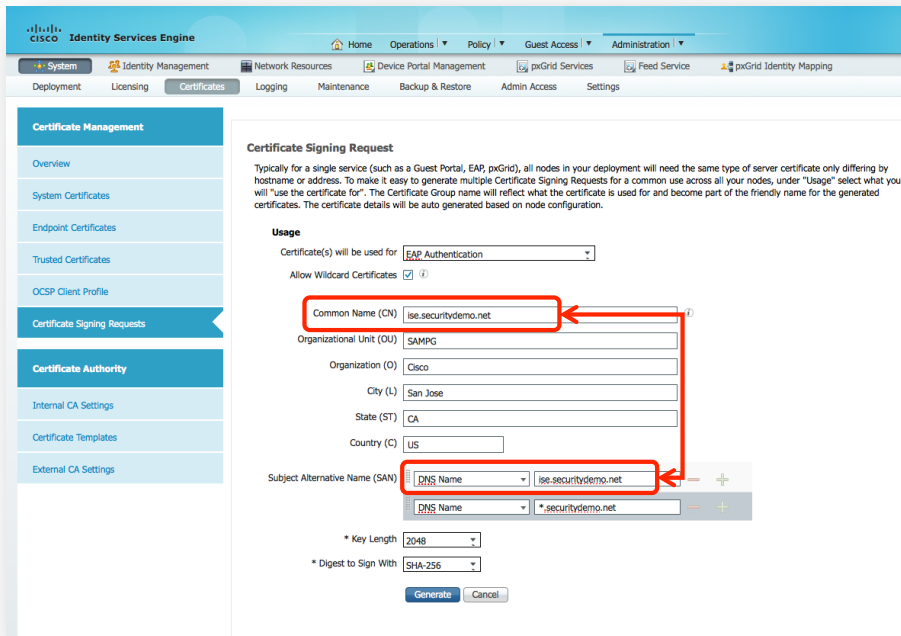 CISCO Identity Services Engine
Home Operations Policy Guest Access Administration
System Identity Management Network Resources Device Portal Management pxGrid Services Feed Service pxGrid Identity Mapping
Deployment Licensing Certificates Logging Maintenance Backup & Restore Admin Access Settings
Certificate Management
Overview
System Certificates
Endpoint Certificates
Trusted Certificates
OCSP Client Profile
Certificate Signing Requests
Certificate Authority
Internal CA Settings
Certificate Templates
External CA Settings
Certificate Signing Request
Typically for a single service (such as a Guest Portal, EAP, pxGrid), all nodes in your deployment will need the same type of server certificate only differing by
hostname or address. To make it easy to generate multiple Certificate Signing Requests for a common use across all your nodes, under "Usage" select what you
will "use the certificate for". The Certificate Group name will reflect what the certificate is used for and become part of the friendly name for the generated
certificates. The certificate details will be auto generated based on node configuration.
Usage
Certificate(s) will be used for EAP Authentication
Allow Wildcard Certificates i
Common Name (CN) ise.securitydemo.net i
Organizational Unit (OU) SAMPG
Organization (O) Cisco
City (L) San Jose
State (ST) CA
Country (C) US
Subject Alternative Name (SAN) DNS Name ise.securitydemo.net
DNS Name *.securitydemo.net
* Key Length 2048
* Digest to Sign With SHA-256
Generate Cancel